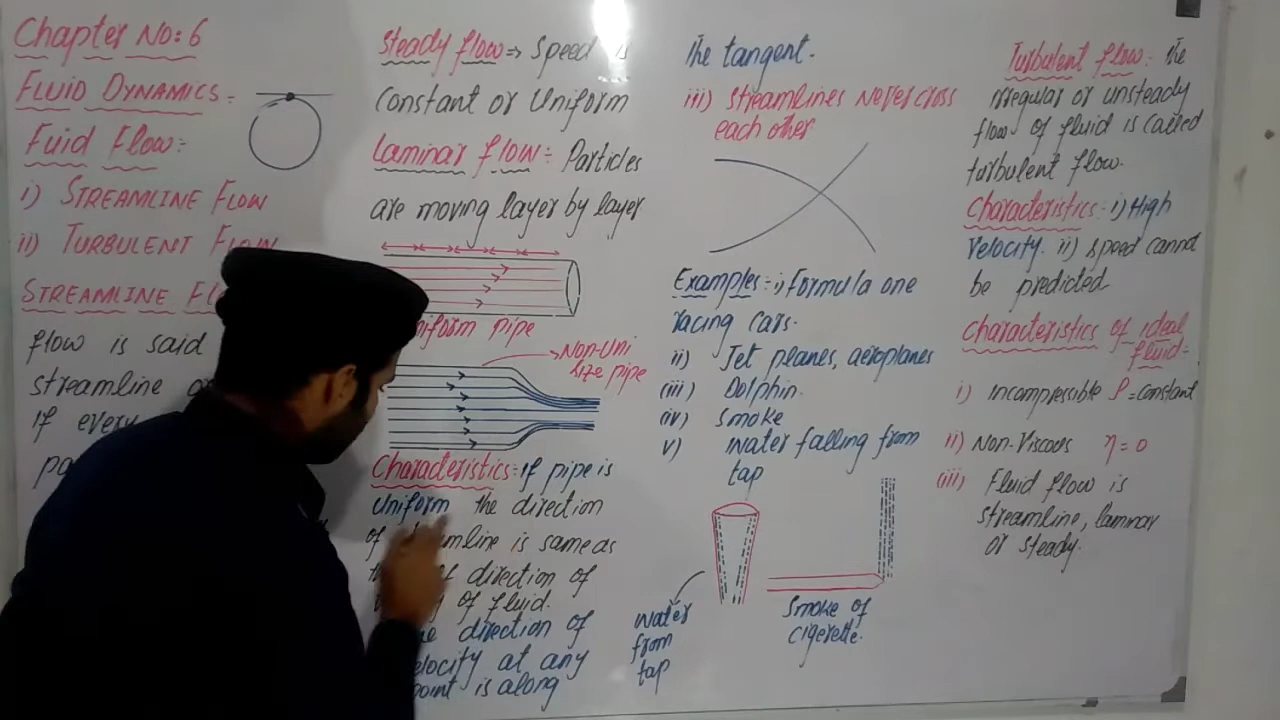 Chapter No: 6
FLUID DYNAMICS:-
Fuid Flow:-
i) STREAMLINE FLOW
ii) TURBULENT FLOW
STREAMLINE
flow is said
streamline
If every
Steady flow => Speed is
Constant or Uniform
Laminar flow:- Particles
are moving layer by layer
pipe
Non-Uni
size pipe
Characteristics:- If pipe is
Uniform the direction
of is same as
direction of
of fluid.
direction of
at any
is along
the tangent.
iii) Streamlines never cross
each other
Examples:- i) Formula one
racing Cars.
ii) Jet planes, aeroplanes
(iii) Dolphin.
(iv) Smoke
v) Water falling from
tap
Water
from
tap
Smoke of
cigerette.
Turbulent flow:- the
irregular or unsteady
flow of fluid is called
turbulent flow.
Characteristics:- i) High
Velocity. ii) speed cannot
be predicted
Characteristics of ideal
fluid:-
i) incompressible ρ = constant
ii) Non-Viscous η = 0
(iii) Fluid flow is
streamline, laminar
or steady.